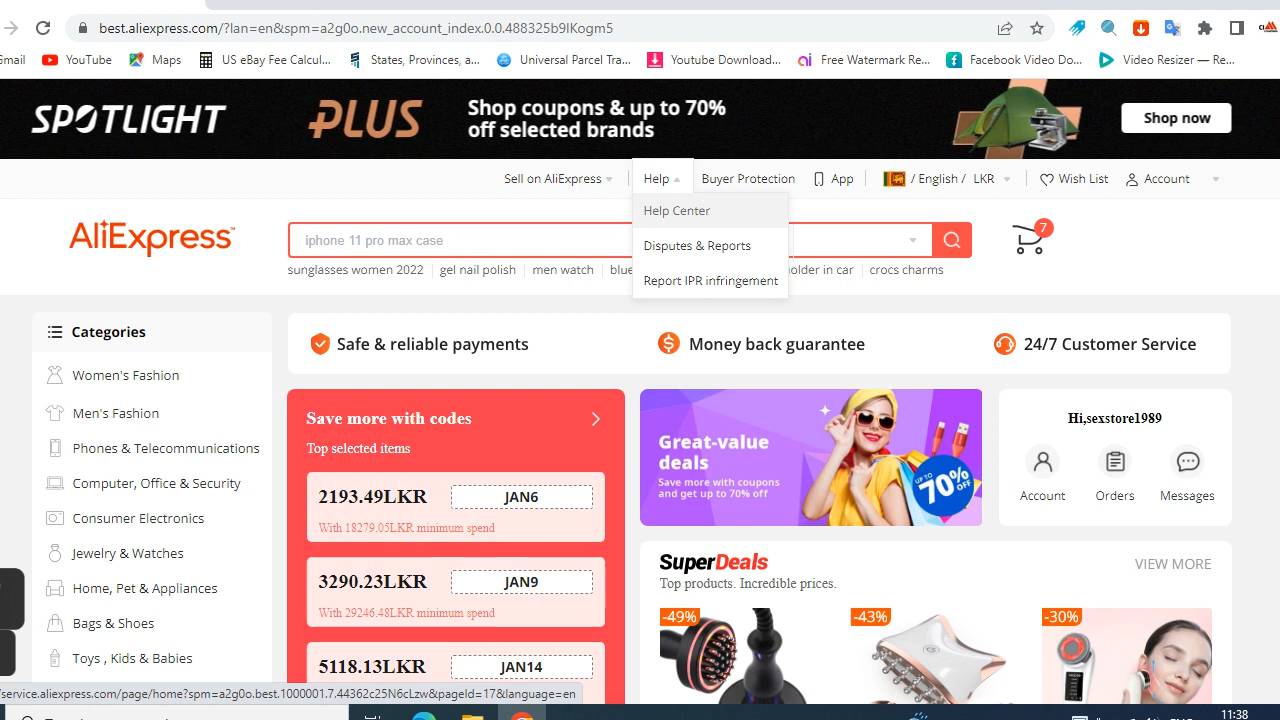 best.aliexpress.com/?lan=en&spm=a2g0o.new_account_index.0.0.488325b9IKogm5
Gmail YouTube Maps US eBay Fee Calcul... States, Provinces, a... Universal Parcel Tra... Youtube Download... Free Watermark Re... Facebook Video Do... Video Resizer — Re...
SPOTLIGHT PLUS Shop coupons & up to 70%
off selected brands
Shop now
Sell on AliExpress Help Buyer Protection App / English / LKR Wish List Account
Help Center
Disputes & Reports
Report IPR infringement
AliExpress
iphone 11 pro max case
7
sunglasses women 2022 gel nail polish men watch blue older in car crocs charms
Categories
Women's Fashion
Men's Fashion
Phones & Telecommunications
Computer, Office & Security
Consumer Electronics
Jewelry & Watches
Home, Pet & Appliances
Bags & Shoes
Toys , Kids & Babies
Safe & reliable payments Money back guarantee 24/7 Customer Service
Save more with codes
Top selected items
2193.49LKR JAN6
With 18279.05LKR minimum spend
3290.23LKR JAN9
With 29246.48LKR minimum spend
5118.13LKR JAN14
Great-value
deals
Save more with coupons
and get up to 70% off
UP TO
70% OFF
Hi,sexstore1989
Account Orders Messages
SuperDeals VIEW MORE
Top products. Incredible prices.
-49% -43% -30%
service.aliexpress.com/page/home?spm=a2g0o.best.1000001.7.44362c25N6cLzw&pageId=17&language=en
11:38